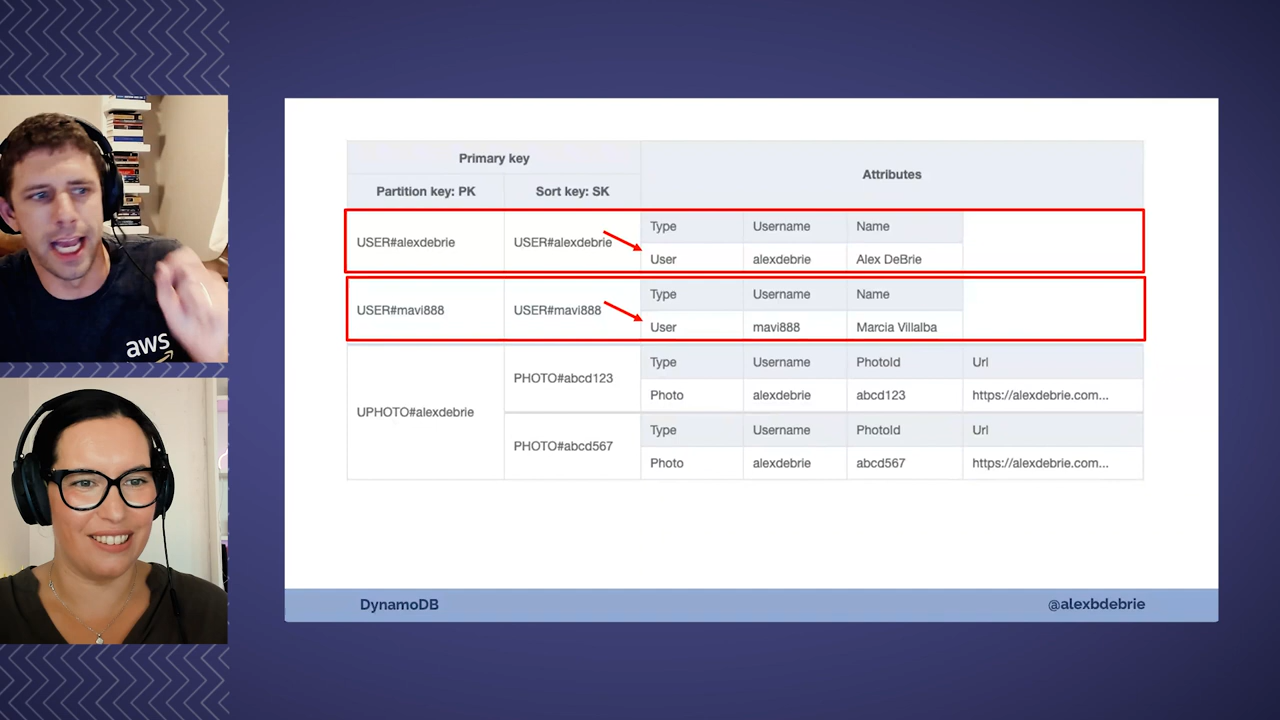 aws
Primary key
Attributes
Partition key: PK
Sort key: SK
USER#alexdebrie
USER#alexdebrie
Type
Username
Name
User
alexdebrie
Alex DeBrie
USER#mavi888
USER#mavi888
Type
Username
Name
User
mavi888
Marcia Villalba
UPHOTO#alexdebrie
PHOTO#abcd123
Type
Username
PhotoId
Url
Photo
alexdebrie
abcd123
https://alexdebrie.com...
PHOTO#abcd567
Type
Username
PhotoId
Url
Photo
alexdebrie
abcd567
https://alexdebrie.com...
DynamoDB
@alexbdebrie